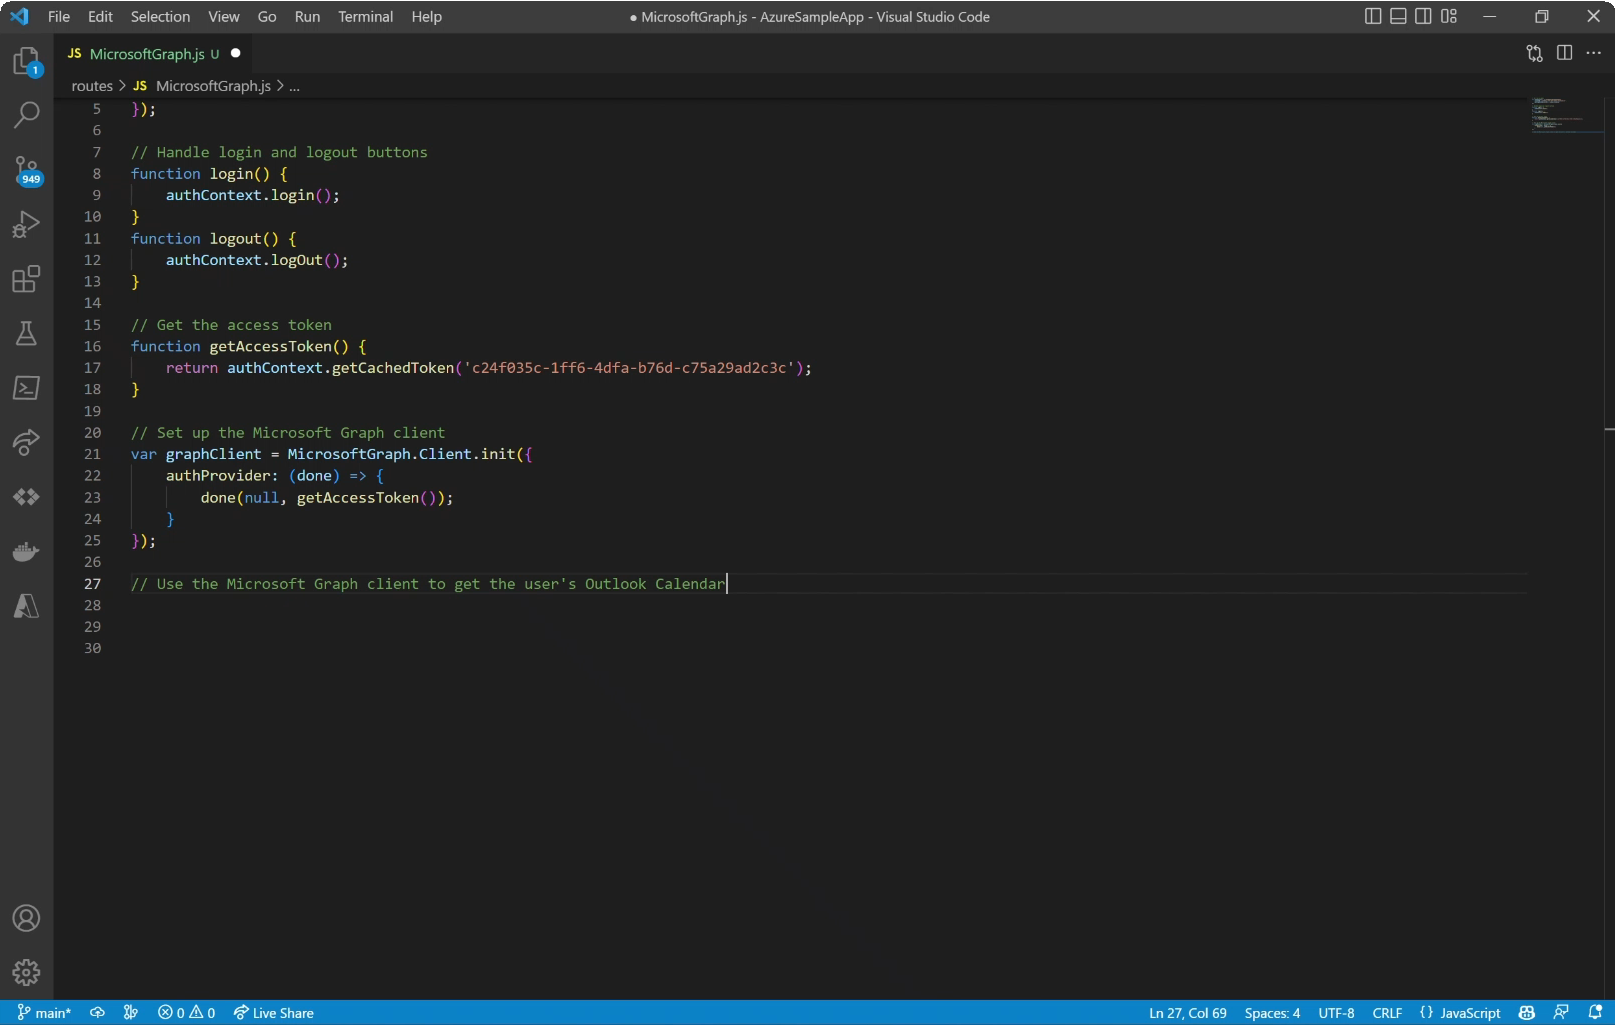 File Edit Selection View Go Run Terminal Help
● MicrosoftGraph.js - AzureSampleApp - Visual Studio Code
JS MicrosoftGraph.js U ●
routes > JS MicrosoftGraph.js > ...
1
949
5 });
6
7 // Handle login and logout buttons
8 function login() {
9     authContext.login();
10 }
11 function logout() {
12     authContext.logOut();
13 }
14
15 // Get the access token
16 function getAccessToken() {
17     return authContext.getCachedToken('c24f035c-1ff6-4dfa-b76d-c75a29ad2c3c');
18 }
19
20 // Set up the Microsoft Graph client
21 var graphClient = MicrosoftGraph.Client.init({
22     authProvider: (done) => {
23         done(null, getAccessToken());
24     }
25 });
26
27 // Use the Microsoft Graph client to get the user's Outlook Calendar
28
29
30
main* 0 0 Live Share
Ln 27, Col 69 Spaces: 4 UTF-8 CRLF {} JavaScript